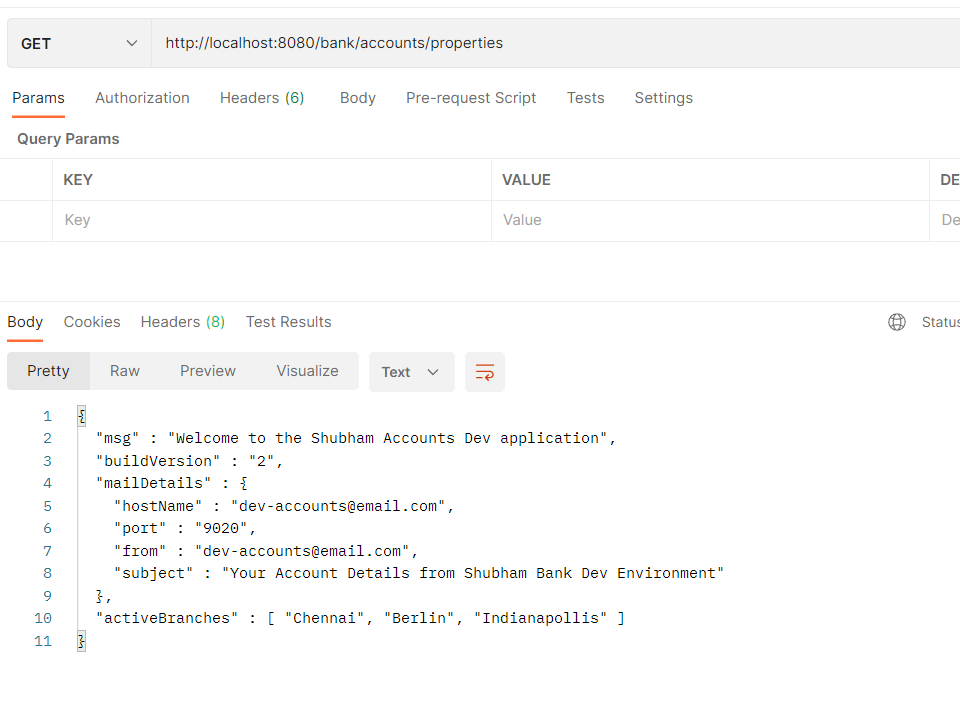 GET http://localhost:8080/bank/accounts/properties
Params Authorization Headers (6) Body Pre-request Script Tests Settings
Query Params
KEY VALUE DE
Key Value De
Body Cookies Headers (8) Test Results Status
Pretty Raw Preview Visualize Text
1 {
2 "msg" : "Welcome to the Shubham Accounts Dev application",
3 "buildVersion" : "2",
4 "mailDetails" : {
5 "hostName" : "dev-accounts@email.com",
6 "port" : "9020",
7 "from" : "dev-accounts@email.com",
8 "subject" : "Your Account Details from Shubham Bank Dev Environment"
9 },
10 "activeBranches" : [ "Chennai", "Berlin", "Indianapollis" ]
11 }